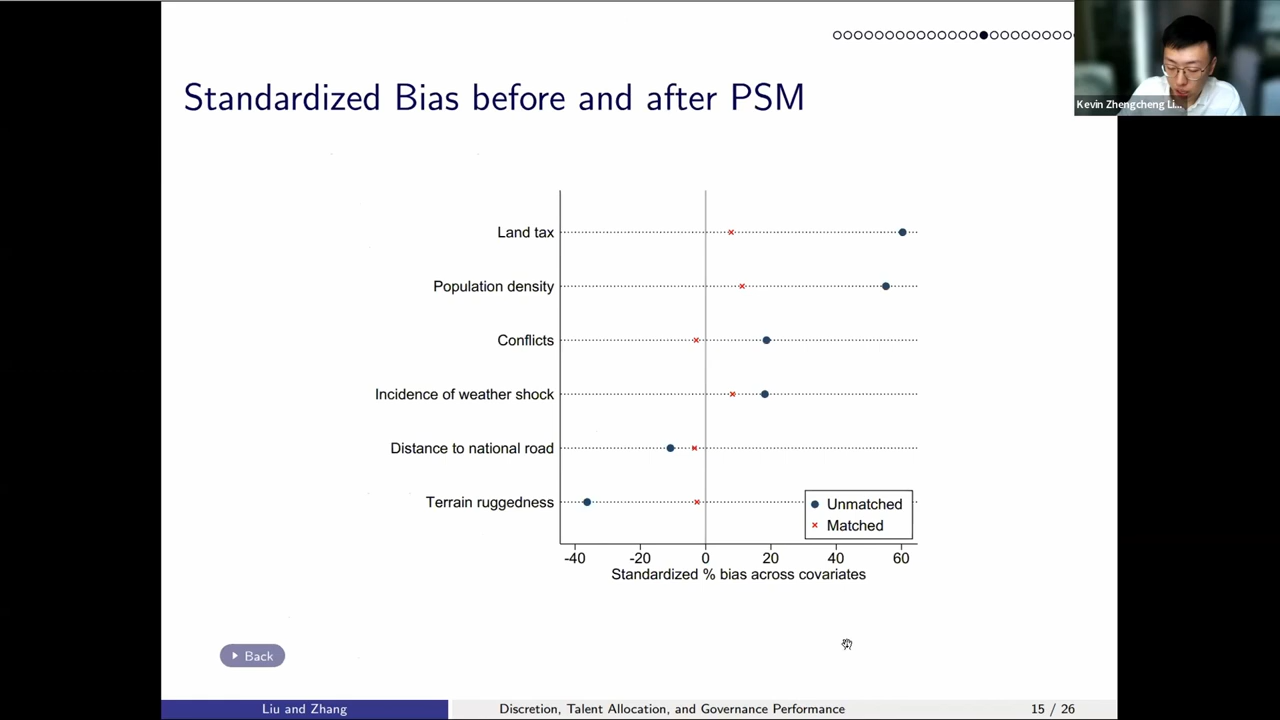 Standardized Bias before and after PSM
Kevin Zhengcheng Li...
Land tax
Population density
Conflicts
Incidence of weather shock
Distance to national road
Terrain ruggedness
Unmatched
Matched
-40 -20 0 20 40 60
Standardized % bias across covariates
Back
Liu and Zhang Discretion, Talent Allocation, and Governance Performance 15 / 26